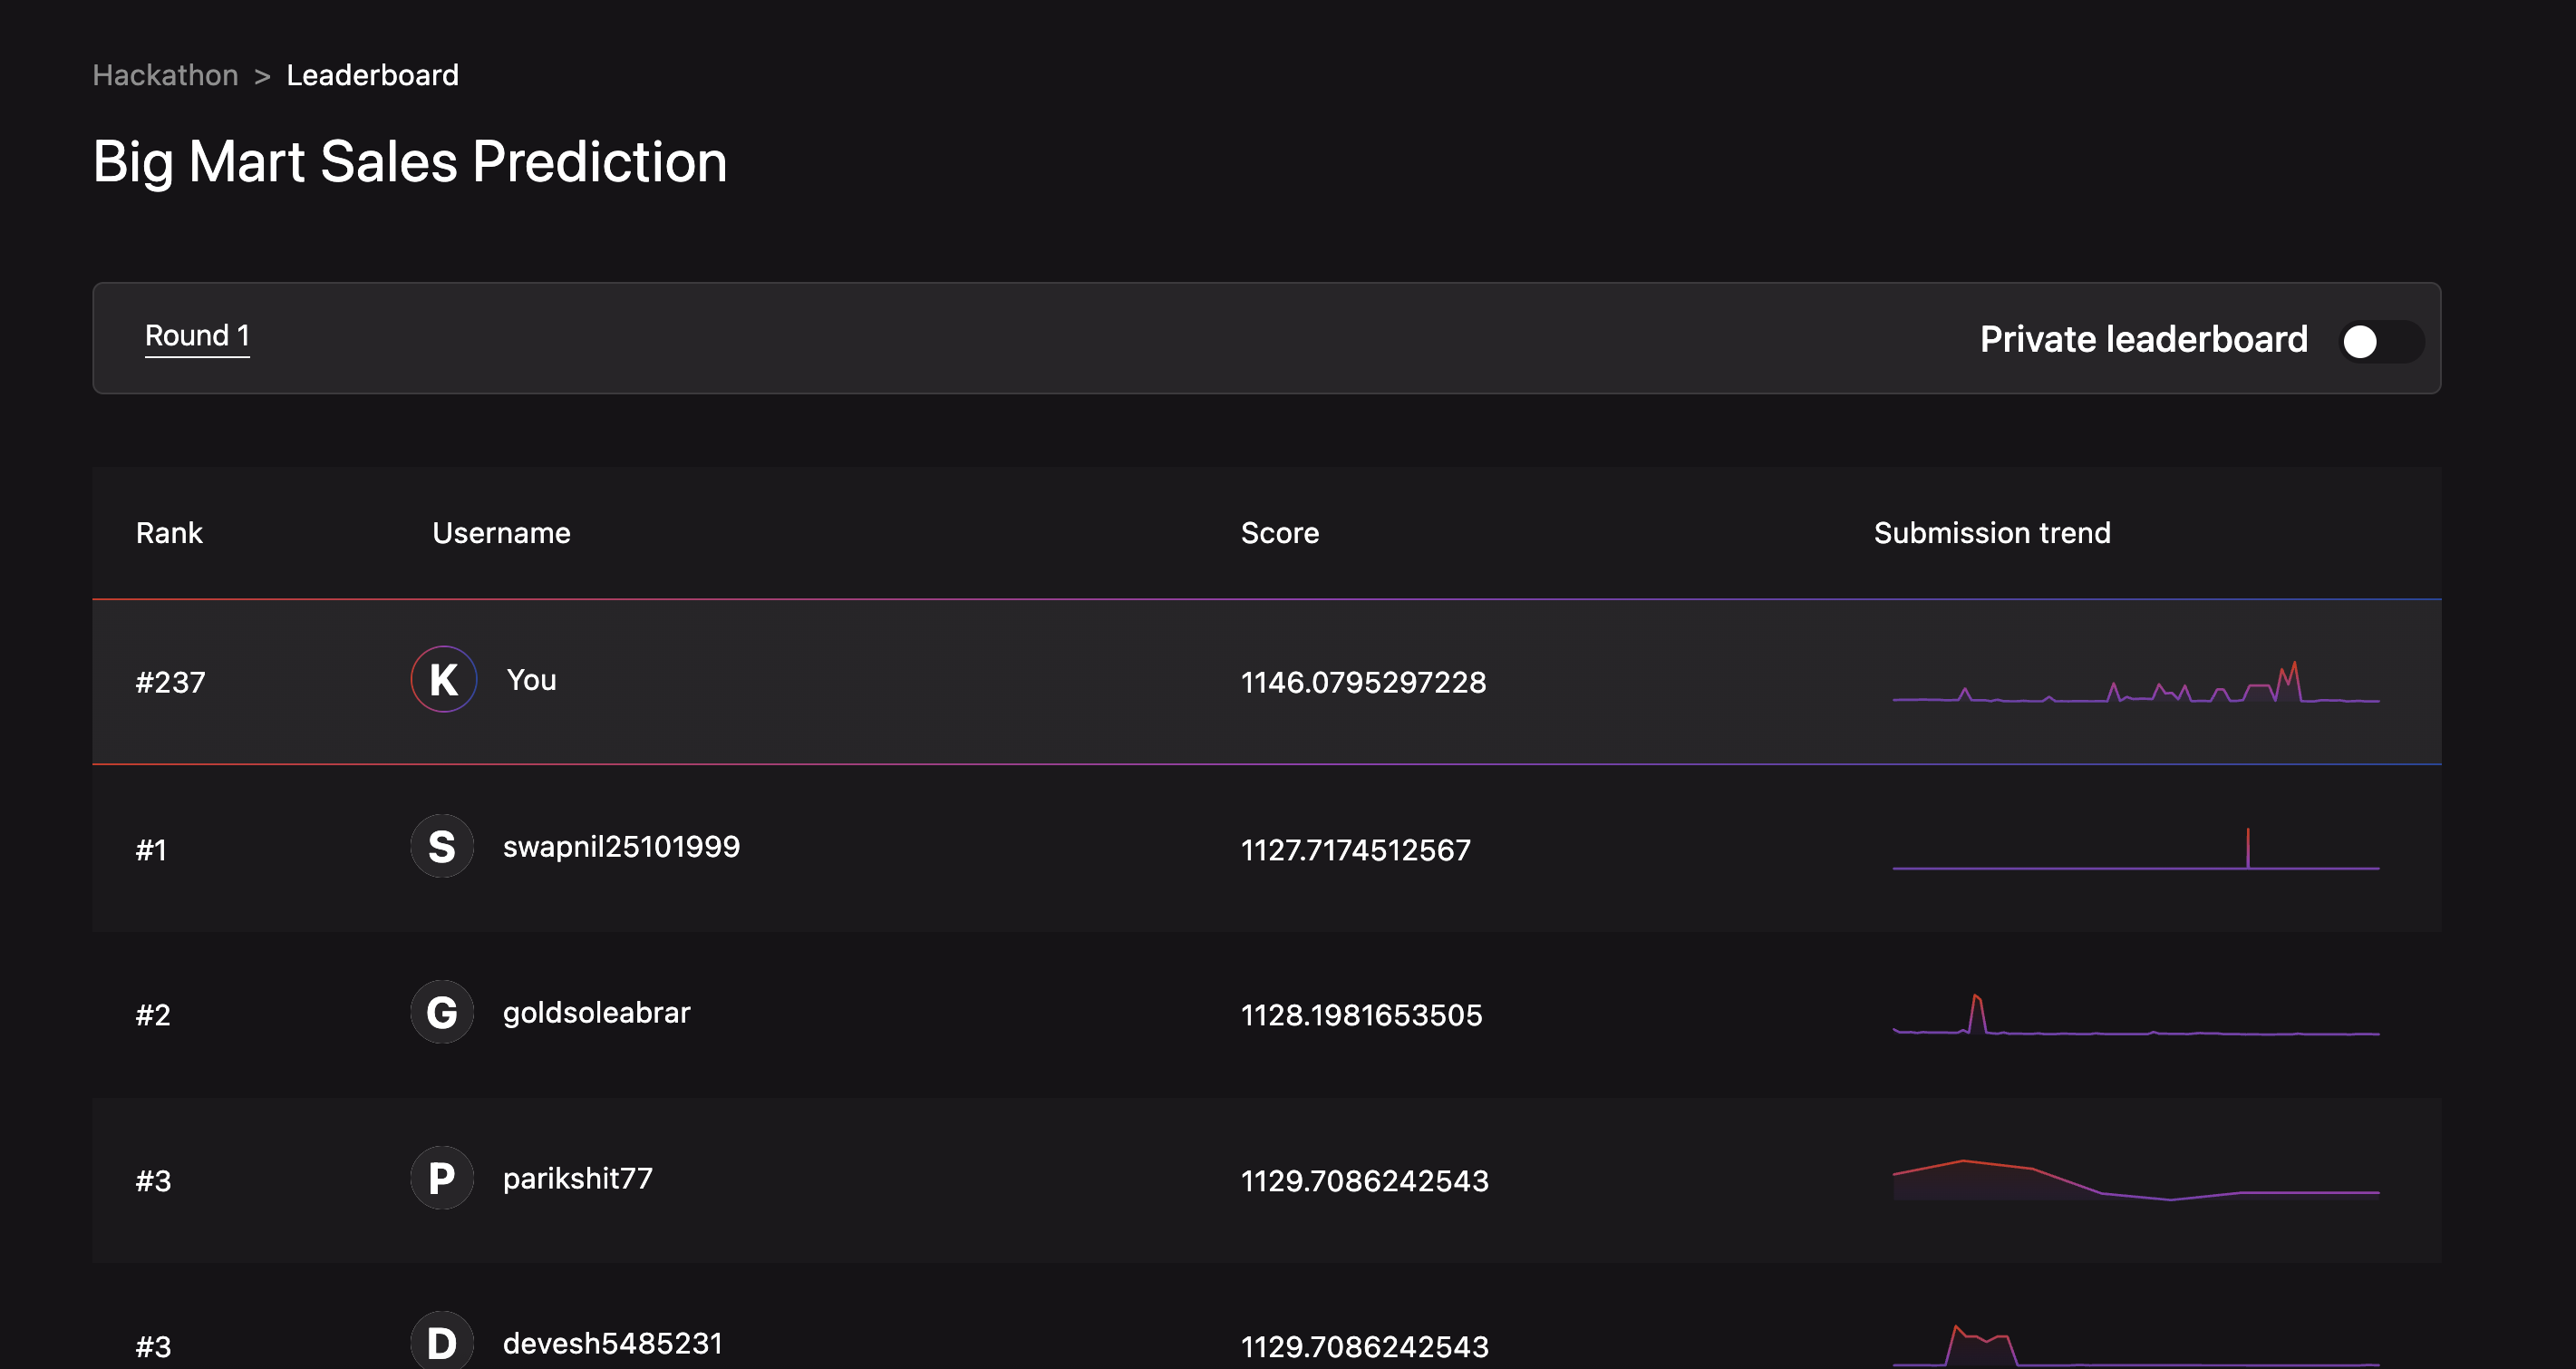 Hackathon > Leaderboard
Big Mart Sales Prediction
Round 1 Private leaderboard
Rank Username Score Submission trend
#237 K You 1146.0795297228
#1 S swapnil25101999 1127.7174512567
#2 G goldsoleabrar 1128.1981653505
#3 P parikshit77 1129.7086242543
#3 D devesh5485231 1129.7086242543